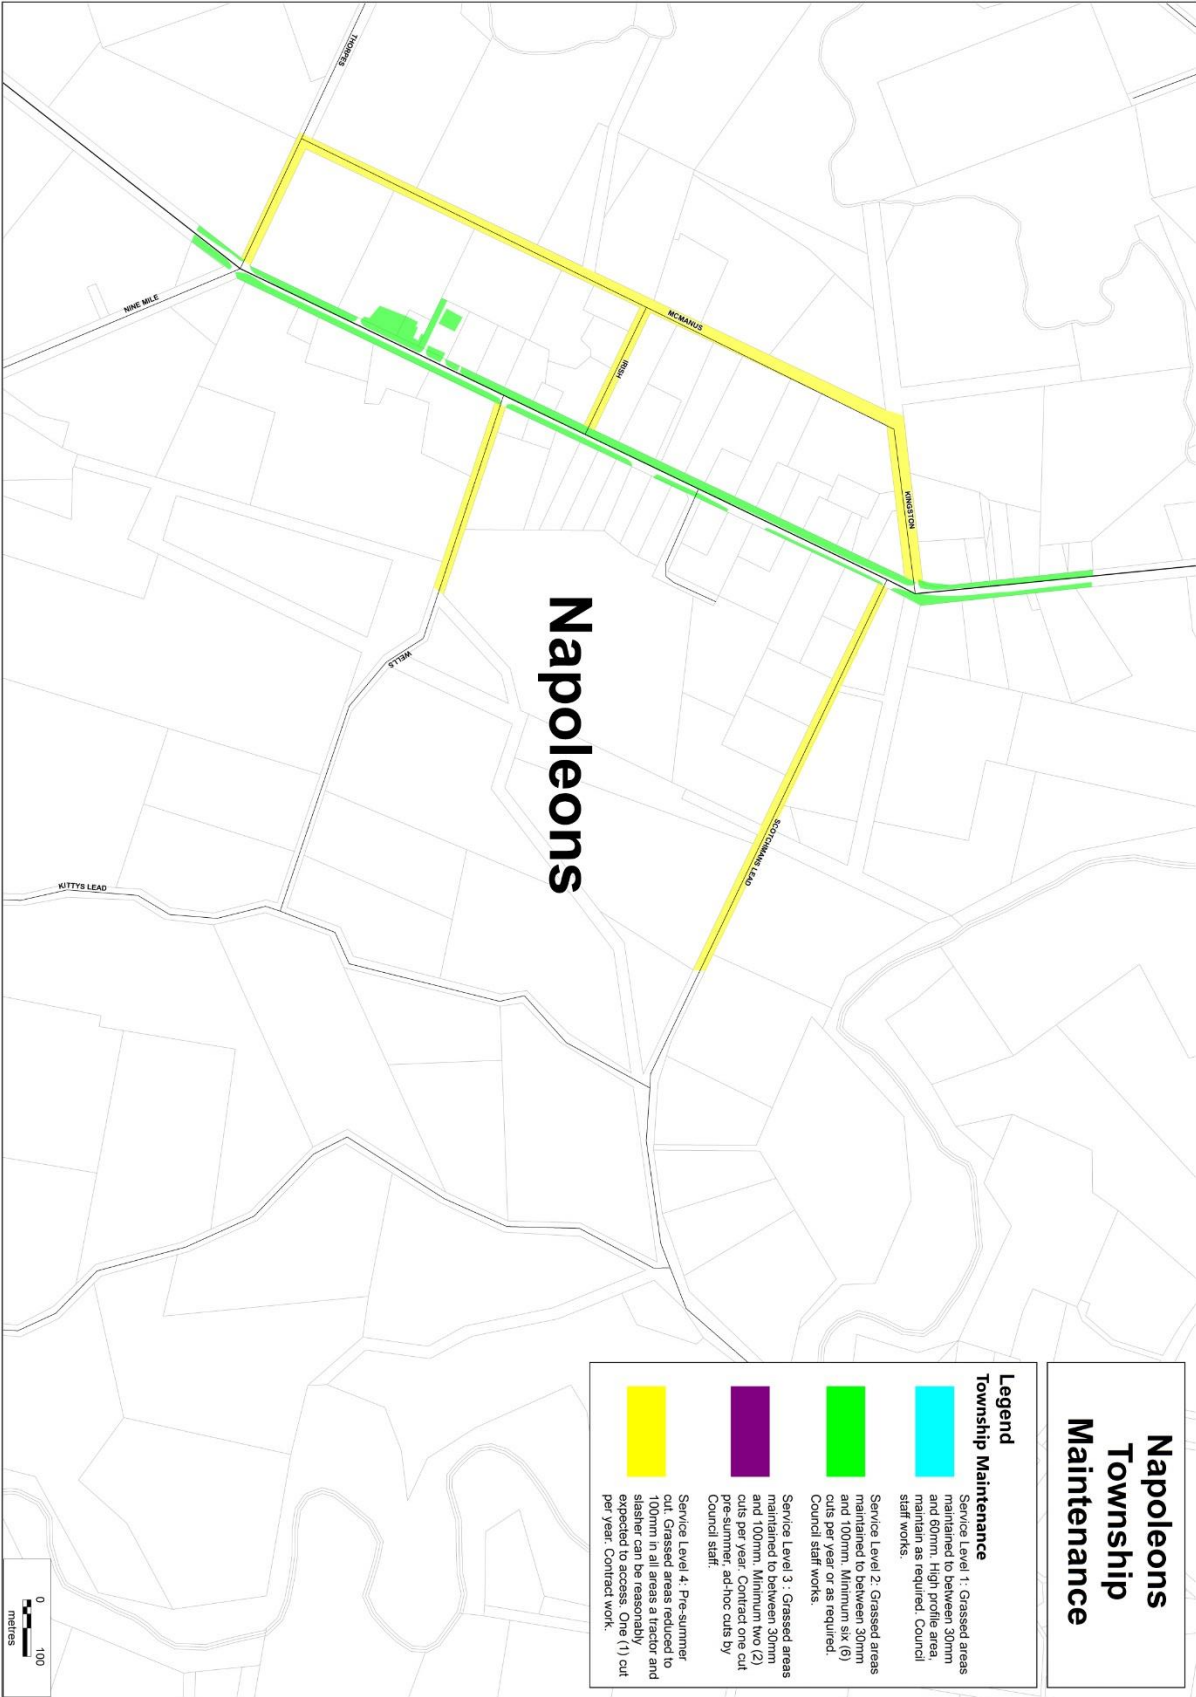 Napoleons
Township
Maintenance
Legend
Township Maintenance
Service Level 1: Grassed areas
maintained to between 30mm
and 60mm. High profile area,
maintain as required. Council
staff works.
Service Level 2: Grassed areas
maintained to between 30mm
and 100mm. Minimum six (6)
cuts per year or as required.
Council staff works.
Service Level 3 : Grassed areas
maintained to between 30mm
and 100mm. Minimum two (2)
cuts per year. Contract one cut
pre-summer, ad-hoc cuts by
Council staff.
Service Level 4: Pre-summer
cut. Grassed areas reduced to
100mm in all areas a tractor and
slasher can be reasonably
expected to access. One (1) cut
per year. Contract work.
KINGSTON
MCMANUS
IRISH
THORPES
NINE MILE
Napoleons
SCOTCHMANS LEAD
WELLS
KITTYS LEAD
0 100
metres